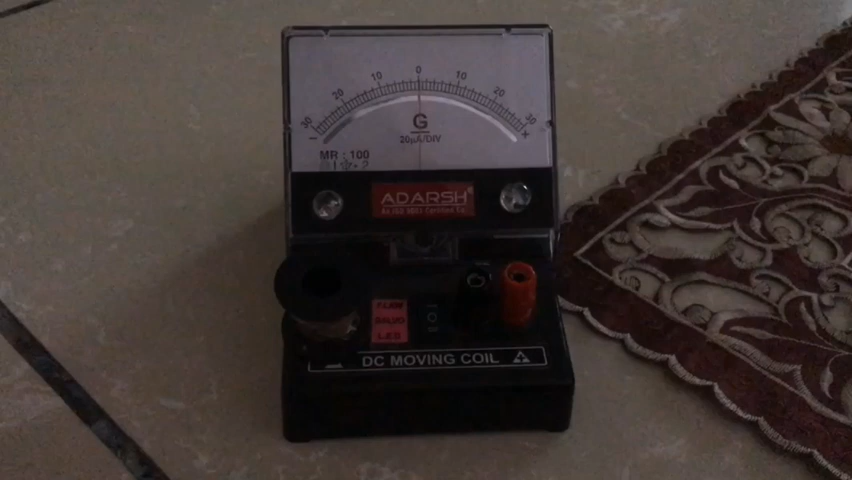 30 20 10 0 10 20 30
G
20µA/DIV
MR : 100
ADARSH
DC MOVING COIL